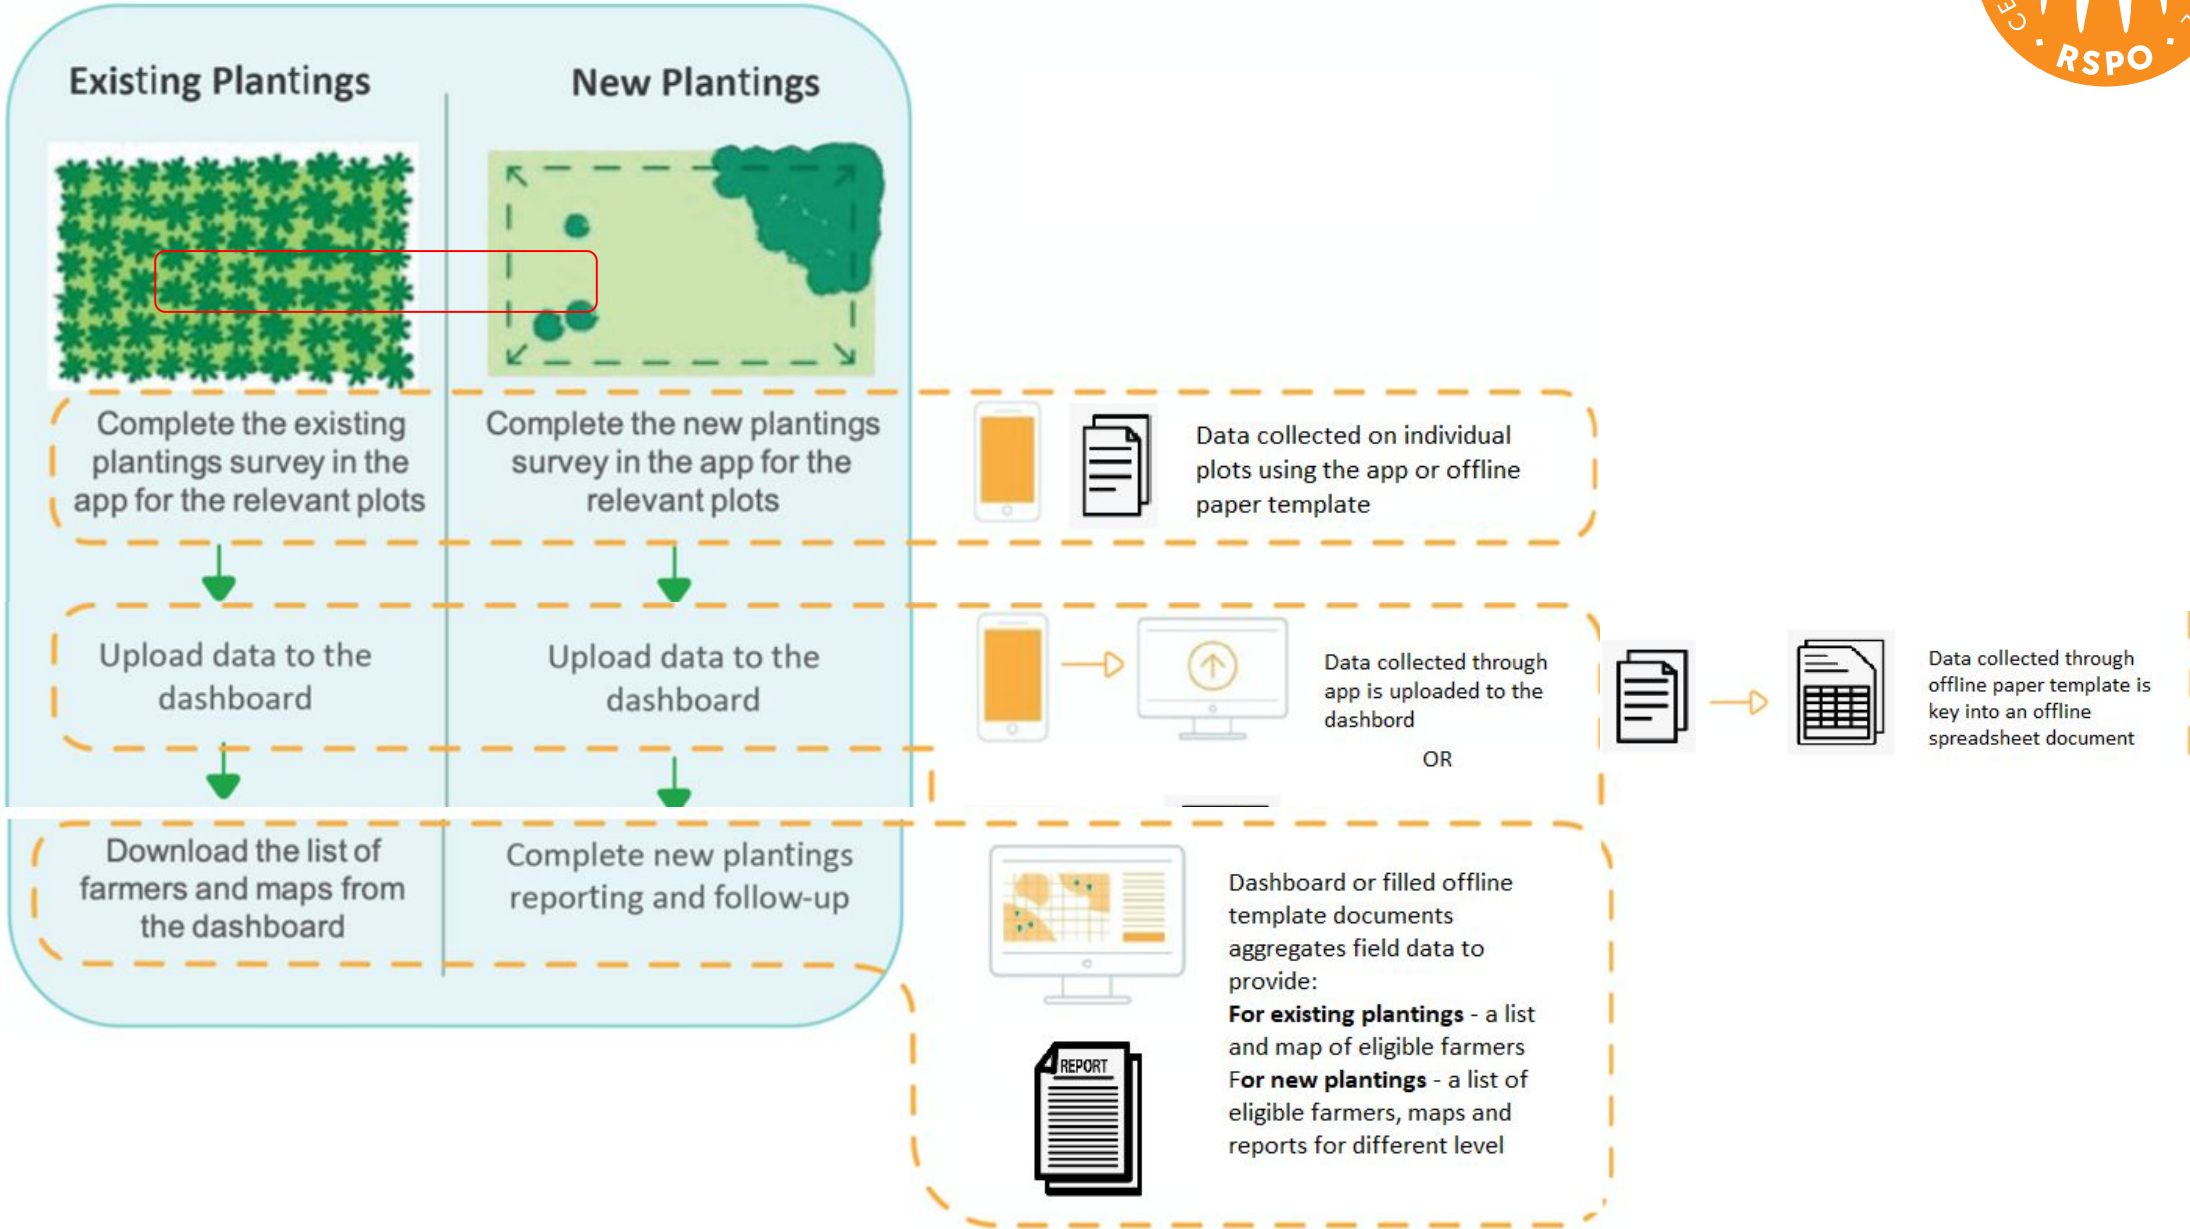 RSPO
Existing Plantings
New Plantings
Complete the existing
plantings survey in the
app for the relevant plots
Complete the new plantings
survey in the app for the
relevant plots
Data collected on individual
plots using the app or offline
paper template
Upload data to the
dashboard
Upload data to the
dashboard
Data collected through
app is uploaded to the
dashbord
OR
Data collected through
offline paper template is
key into an offline
spreadsheet document
Download the list of
farmers and maps from
the dashboard
Complete new plantings
reporting and follow-up
REPORT
Dashboard or filled offline
template documents
aggregates field data to
provide:
For existing plantings - a list
and map of eligible farmers
For new plantings - a list of
eligible farmers, maps and
reports for different level